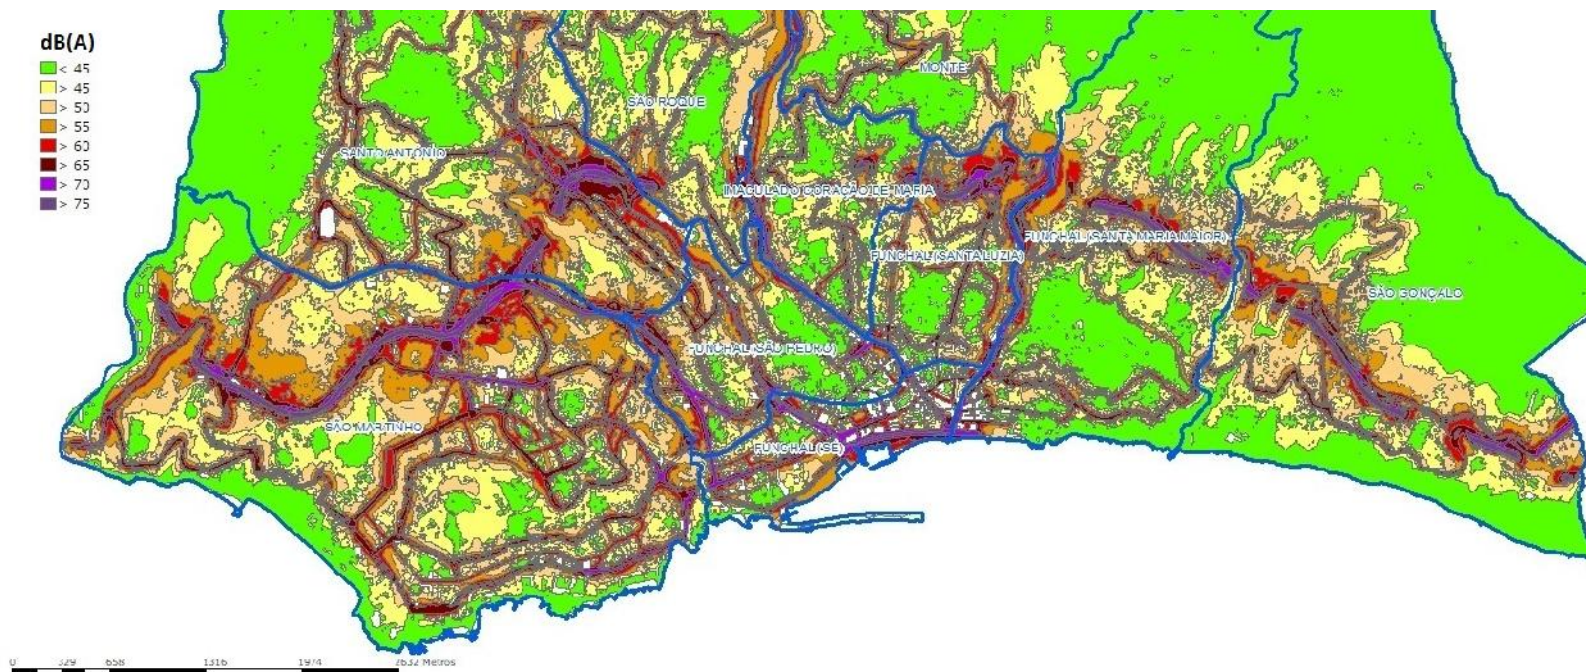 dB(A)
< 45
> 45
> 50
> 55
> 60
> 65
> 70
> 75
MONTE
SÃO ROQUE
SANTO ANTÓNIO
IMACULADO CORAÇÃO DE MARIA
FUNCHAL (SANTA MARIA MAIOR)
FUNCHAL (SANTA LUZIA)
SÃO GONÇALO
FUNCHAL (SÃO PEDRO)
SÃO MARTINHO
FUNCHAL (SÉ)
0 329 658 1316 1974 2632 Metros